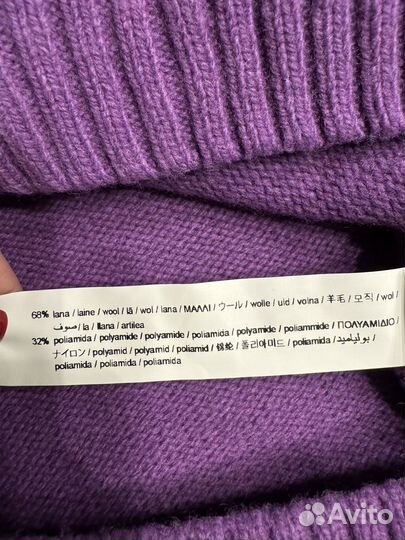 68% lana / laine / wool / lã / wol / lana / ΜΑΛΛΙ / ウール / wolle / uld / volna / 羊毛 / 모직 / wol /
صوف / la / llana / artilea
32% poliamida / polyamide / polyamide / poliamida / polyamide / poliammide / ΠΟΛΥΑΜΙΔΙΟ /
ナイロン / polyamid / polyamid / poliamid / 锦纶 / 폴리아미드 / poliamida / بولياميد /
poliamida / poliamida / poliamida
Avito